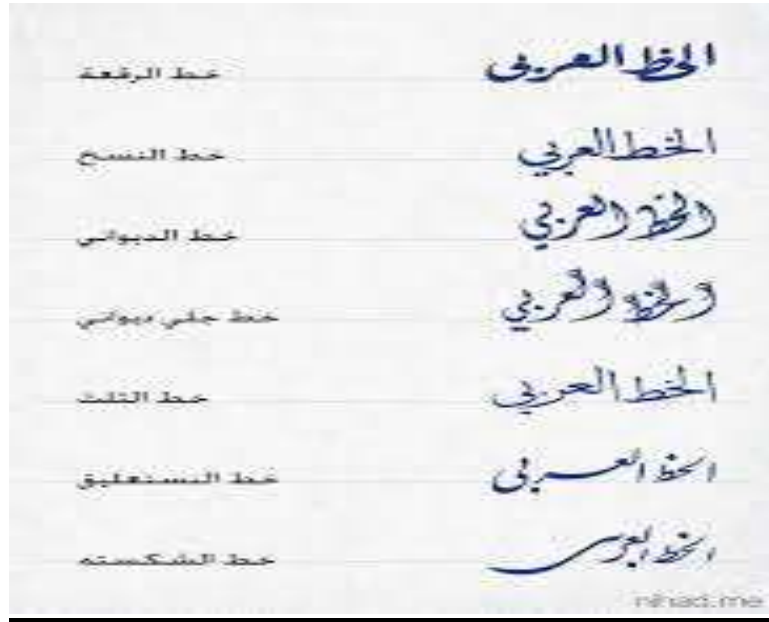 الخط العربي خط الرقعة
الخط العربي خط النسخ
الخط العربي خط الديواني
الخط العربي خط جلي ديواني
الخط العربي خط الثلث
الخط العربي خط النستعليق
الخط العربي خط الشكسته
nihad.me